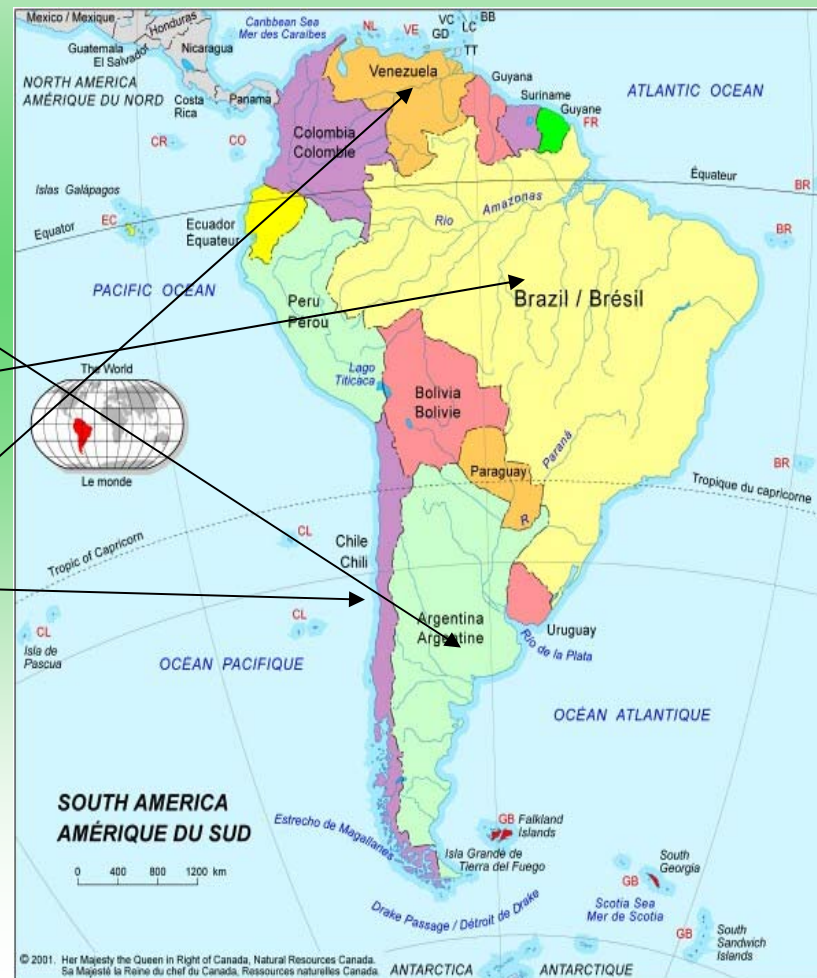 Mexico / Mexique
Honduras
Guatemala
El Salvador
Nicaragua
Costa
Rica
Panama
NORTH AMERICA
AMÉRIQUE DU NORD
Caribbean Sea
Mer des Caraïbes
NL
VE
VC
BB
GD
LC
TT
ATLANTIC OCEAN
Venezuela
Guyana
Suriname
Guyane
FR
Colombia
Colombie
CR
CO
Islas Galápagos
EC
Equator
Équateur
BR
BR
Ecuador
Équateur
Rio Amazonas
PACIFIC OCEAN
Peru
Pérou
Brazil / Brésil
The World
Le monde
Lago
Titicaca
Bolivia
Bolivie
Paraguay
R Paraná
BR
Tropique du capricorne
Tropic of Capricorn
CL
Chile
Chili
CL
Isla de
Pascua
CL
Argentina
Argentine
Uruguay
Río de la Plata
OCÉAN PACIFIQUE
OCÉAN ATLANTIQUE
SOUTH AMERICA
AMÉRIQUE DU SUD
0 400 800 1200 km
Estrecho de Magallanes
GB Falkland
Islands
Isla Grande de
Tierra del Fuego
South
Georgia
GB
Scotia Sea
Mer de Scotia
Drake Passage / Détroit de Drake
GB
South
Sandwich
Islands
© 2001. Her Majesty the Queen in Right of Canada, Natural Resources Canada.
Sa Majesté la Reine du chef du Canada, Ressources naturelles Canada.
ANTARCTICA
ANTARCTIQUE